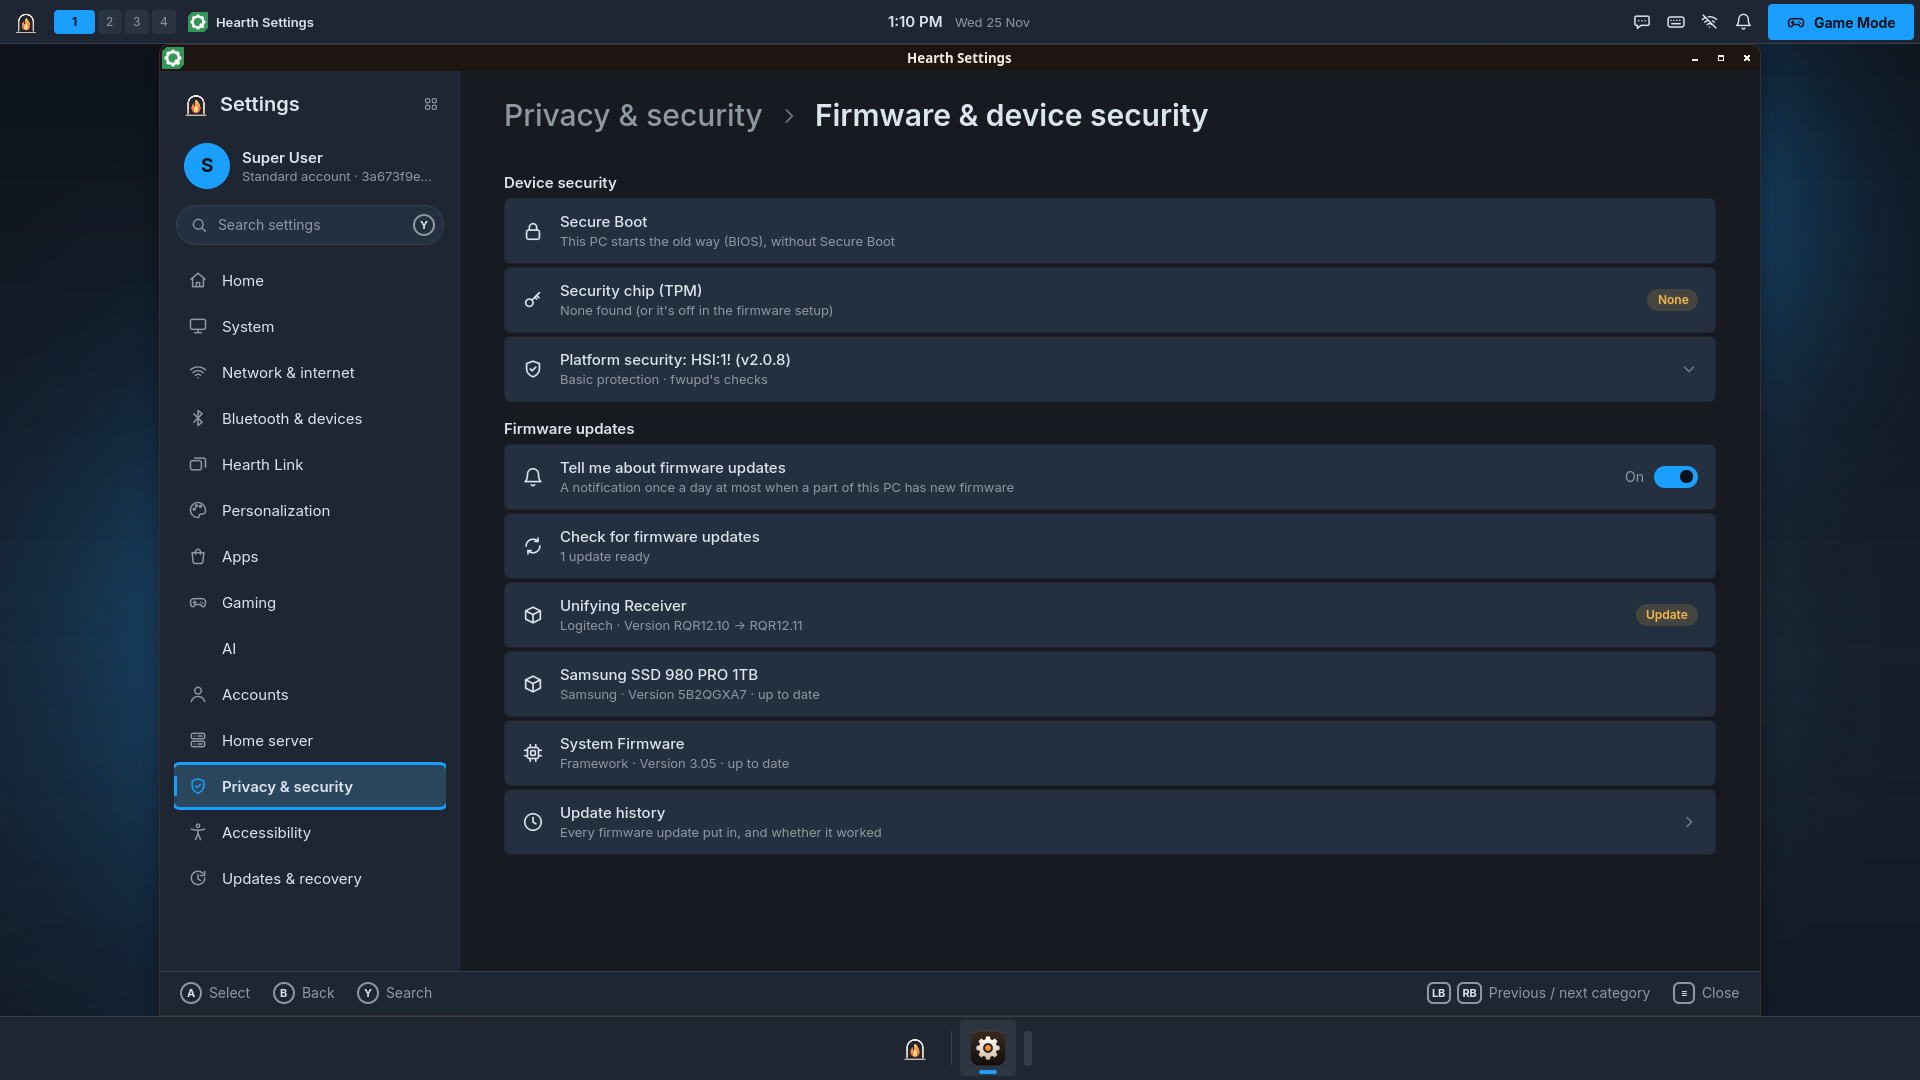 1 2 3 4 Hearth Settings
1:10 PM Wed 25 Nov
Game Mode
Hearth Settings
Settings
S
Super User
Standard account · 3a673f9e...
Search settings Y
Home
System
Network & internet
Bluetooth & devices
Hearth Link
Personalization
Apps
Gaming
AI
Accounts
Home server
Privacy & security
Accessibility
Updates & recovery
Privacy & security > Firmware & device security
Device security
Secure Boot
This PC starts the old way (BIOS), without Secure Boot
Security chip (TPM)
None found (or it's off in the firmware setup)
None
Platform security: HSI:1! (v2.0.8)
Basic protection · fwupd's checks
Firmware updates
Tell me about firmware updates
A notification once a day at most when a part of this PC has new firmware
On
Check for firmware updates
1 update ready
Unifying Receiver
Logitech · Version RQR12.10 → RQR12.11
Update
Samsung SSD 980 PRO 1TB
Samsung · Version 5B2QGXA7 · up to date
System Firmware
Framework · Version 3.05 · up to date
Update history
Every firmware update put in, and whether it worked
A Select B Back Y Search
LB RB Previous / next category ≡ Close